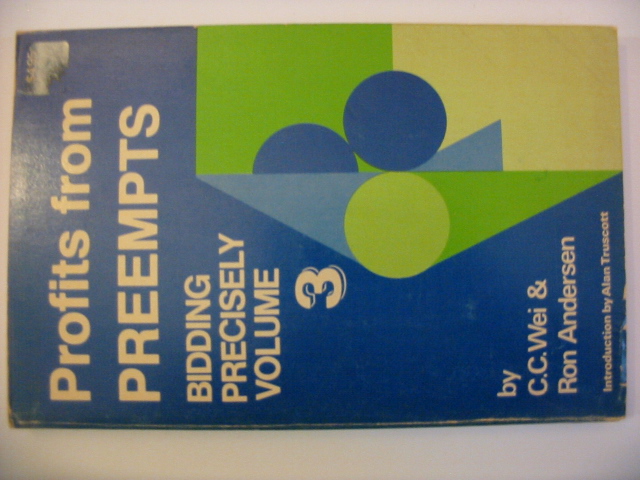 Profits from
PREEMPTS
BIDDING
PRECISELY
VOLUME
3
by
C.C. Wei &
Ron Andersen
Introduction by Alan Truscott